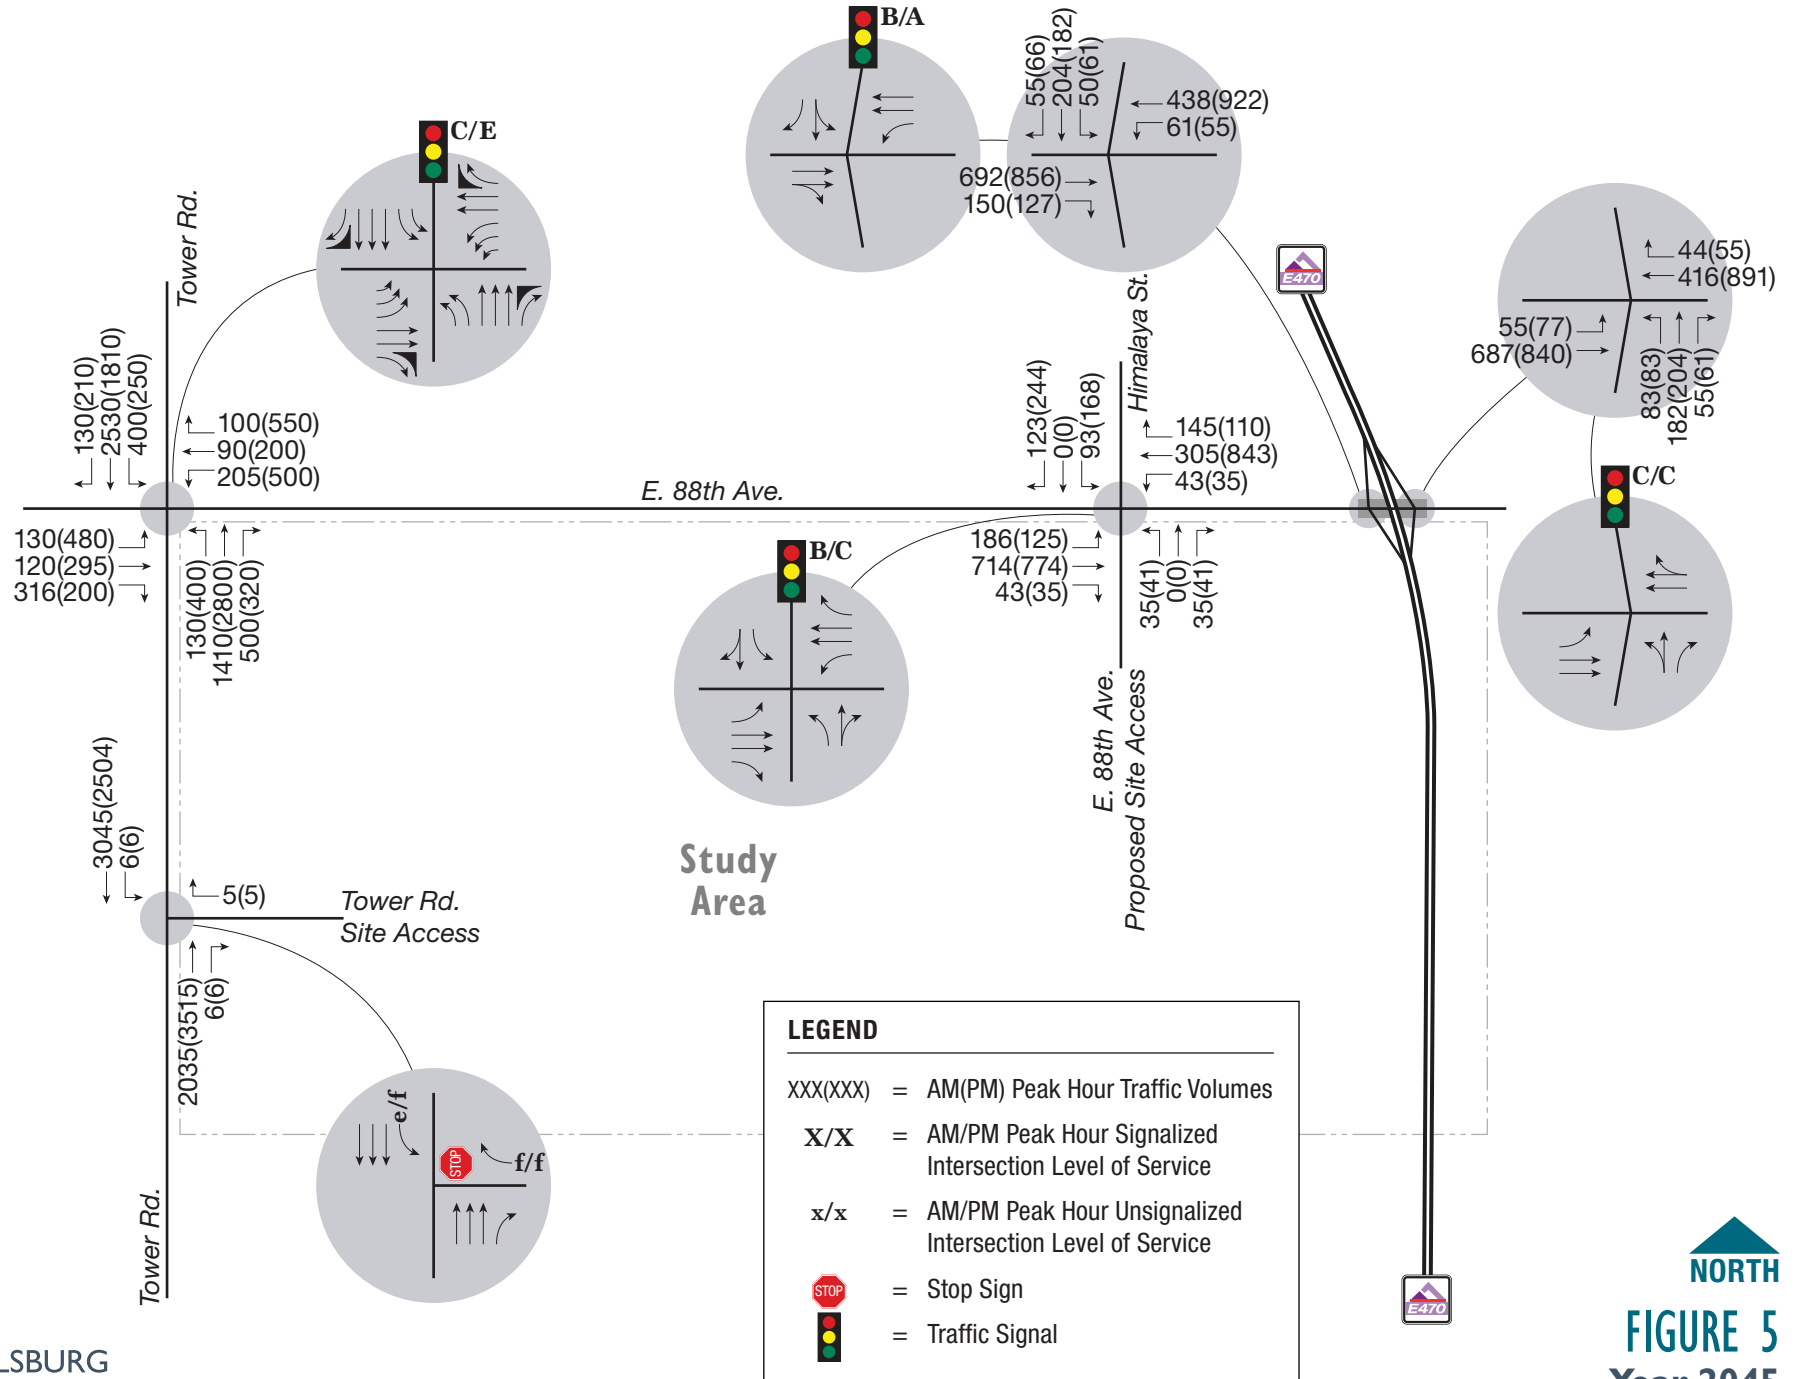 B/A
55(66)
204(182)
50(61)
438(922)
61(55)
692(856)
150(127)
C/E
Tower Rd.
E470
44(55)
416(891)
55(77)
687(840)
83(83)
182(204)
55(61)
C/C
130(210)
2530(1810)
400(250)
100(550)
90(200)
205(500)
130(480)
120(295)
316(200)
130(400)
1410(2800)
500(320)
E. 88th Ave.
Himalaya St.
123(244)
0(0)
93(168)
145(110)
305(843)
43(35)
186(125)
714(774)
43(35)
35(41)
0(0)
35(41)
B/C
E. 88th Ave.
Proposed Site Access
Study
Area
3045(2504)
6(6)
5(5)
Tower Rd.
Site Access
2035(3515)
6(6)
e/f
STOP
f/f
Tower Rd.
LEGEND
XXX(XXX) = AM(PM) Peak Hour Traffic Volumes
X/X = AM/PM Peak Hour Signalized
Intersection Level of Service
x/x = AM/PM Peak Hour Unsignalized
Intersection Level of Service
STOP = Stop Sign
= Traffic Signal
E470
NORTH
FIGURE 5
Year 2045
LSBURG